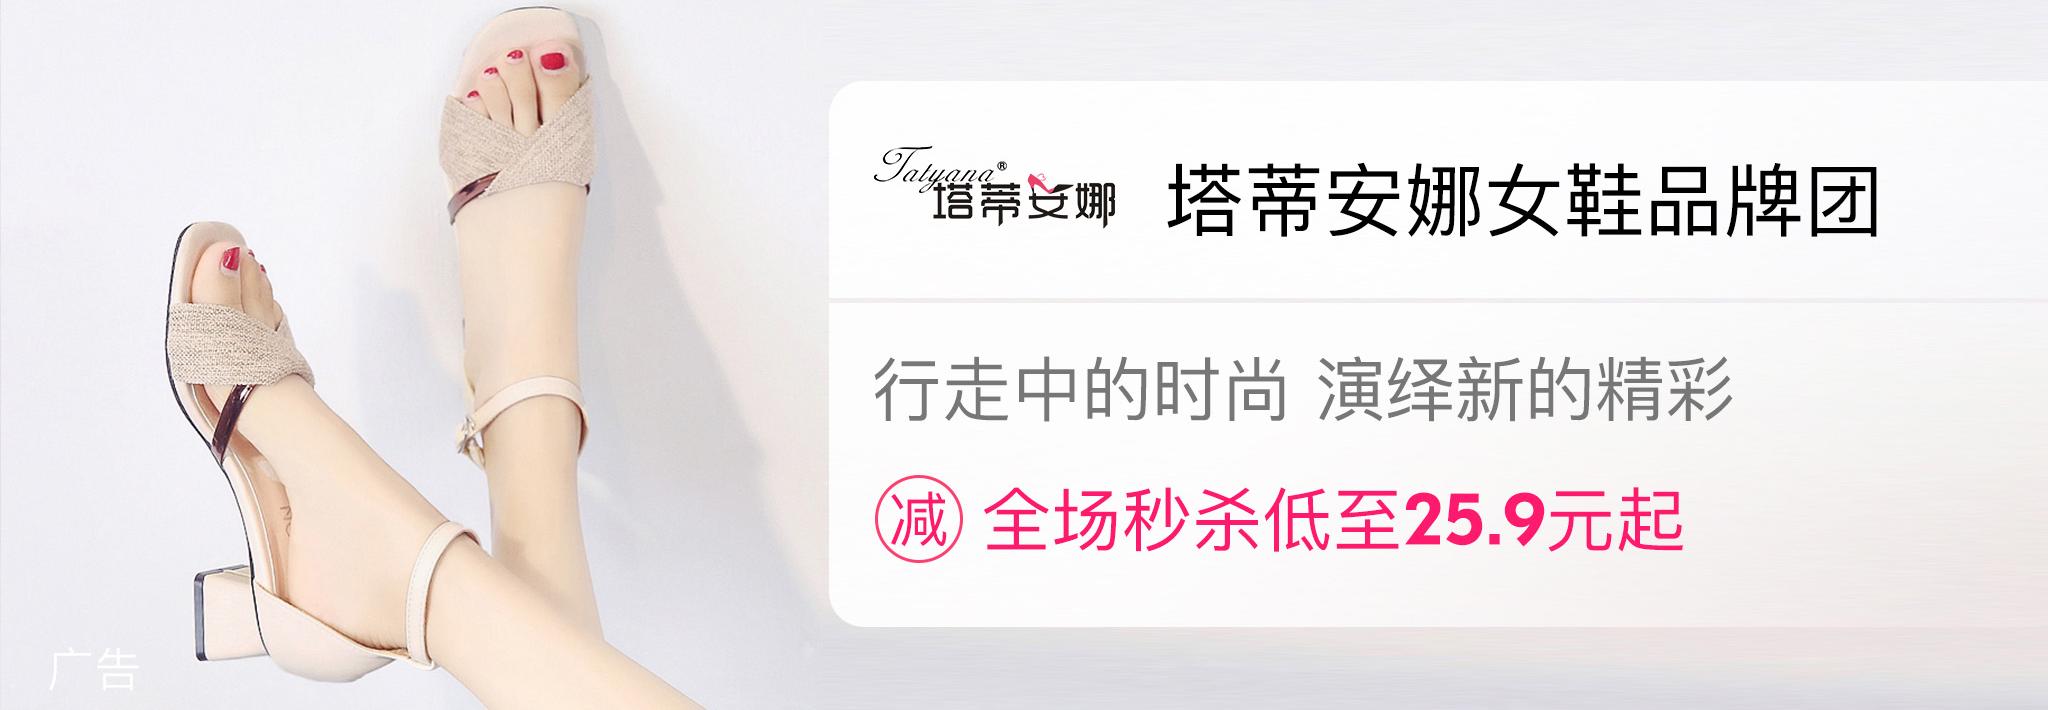 Tatyana®
塔蒂安娜
塔蒂安娜女鞋品牌团
行走中的时尚 演绎新的精彩
减 全场秒杀低至25.9元起
广告